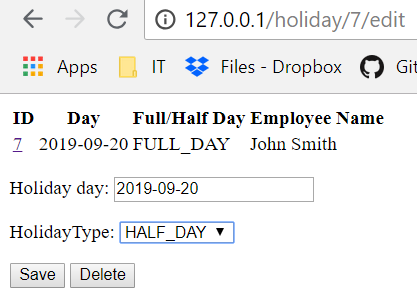 127.0.0.1/holiday/7/edit
Apps IT Files - Dropbox Git
ID Day Full/Half Day Employee Name
7 2019-09-20 FULL_DAY John Smith
Holiday day: 2019-09-20
HolidayType: HALF_DAY
Save Delete